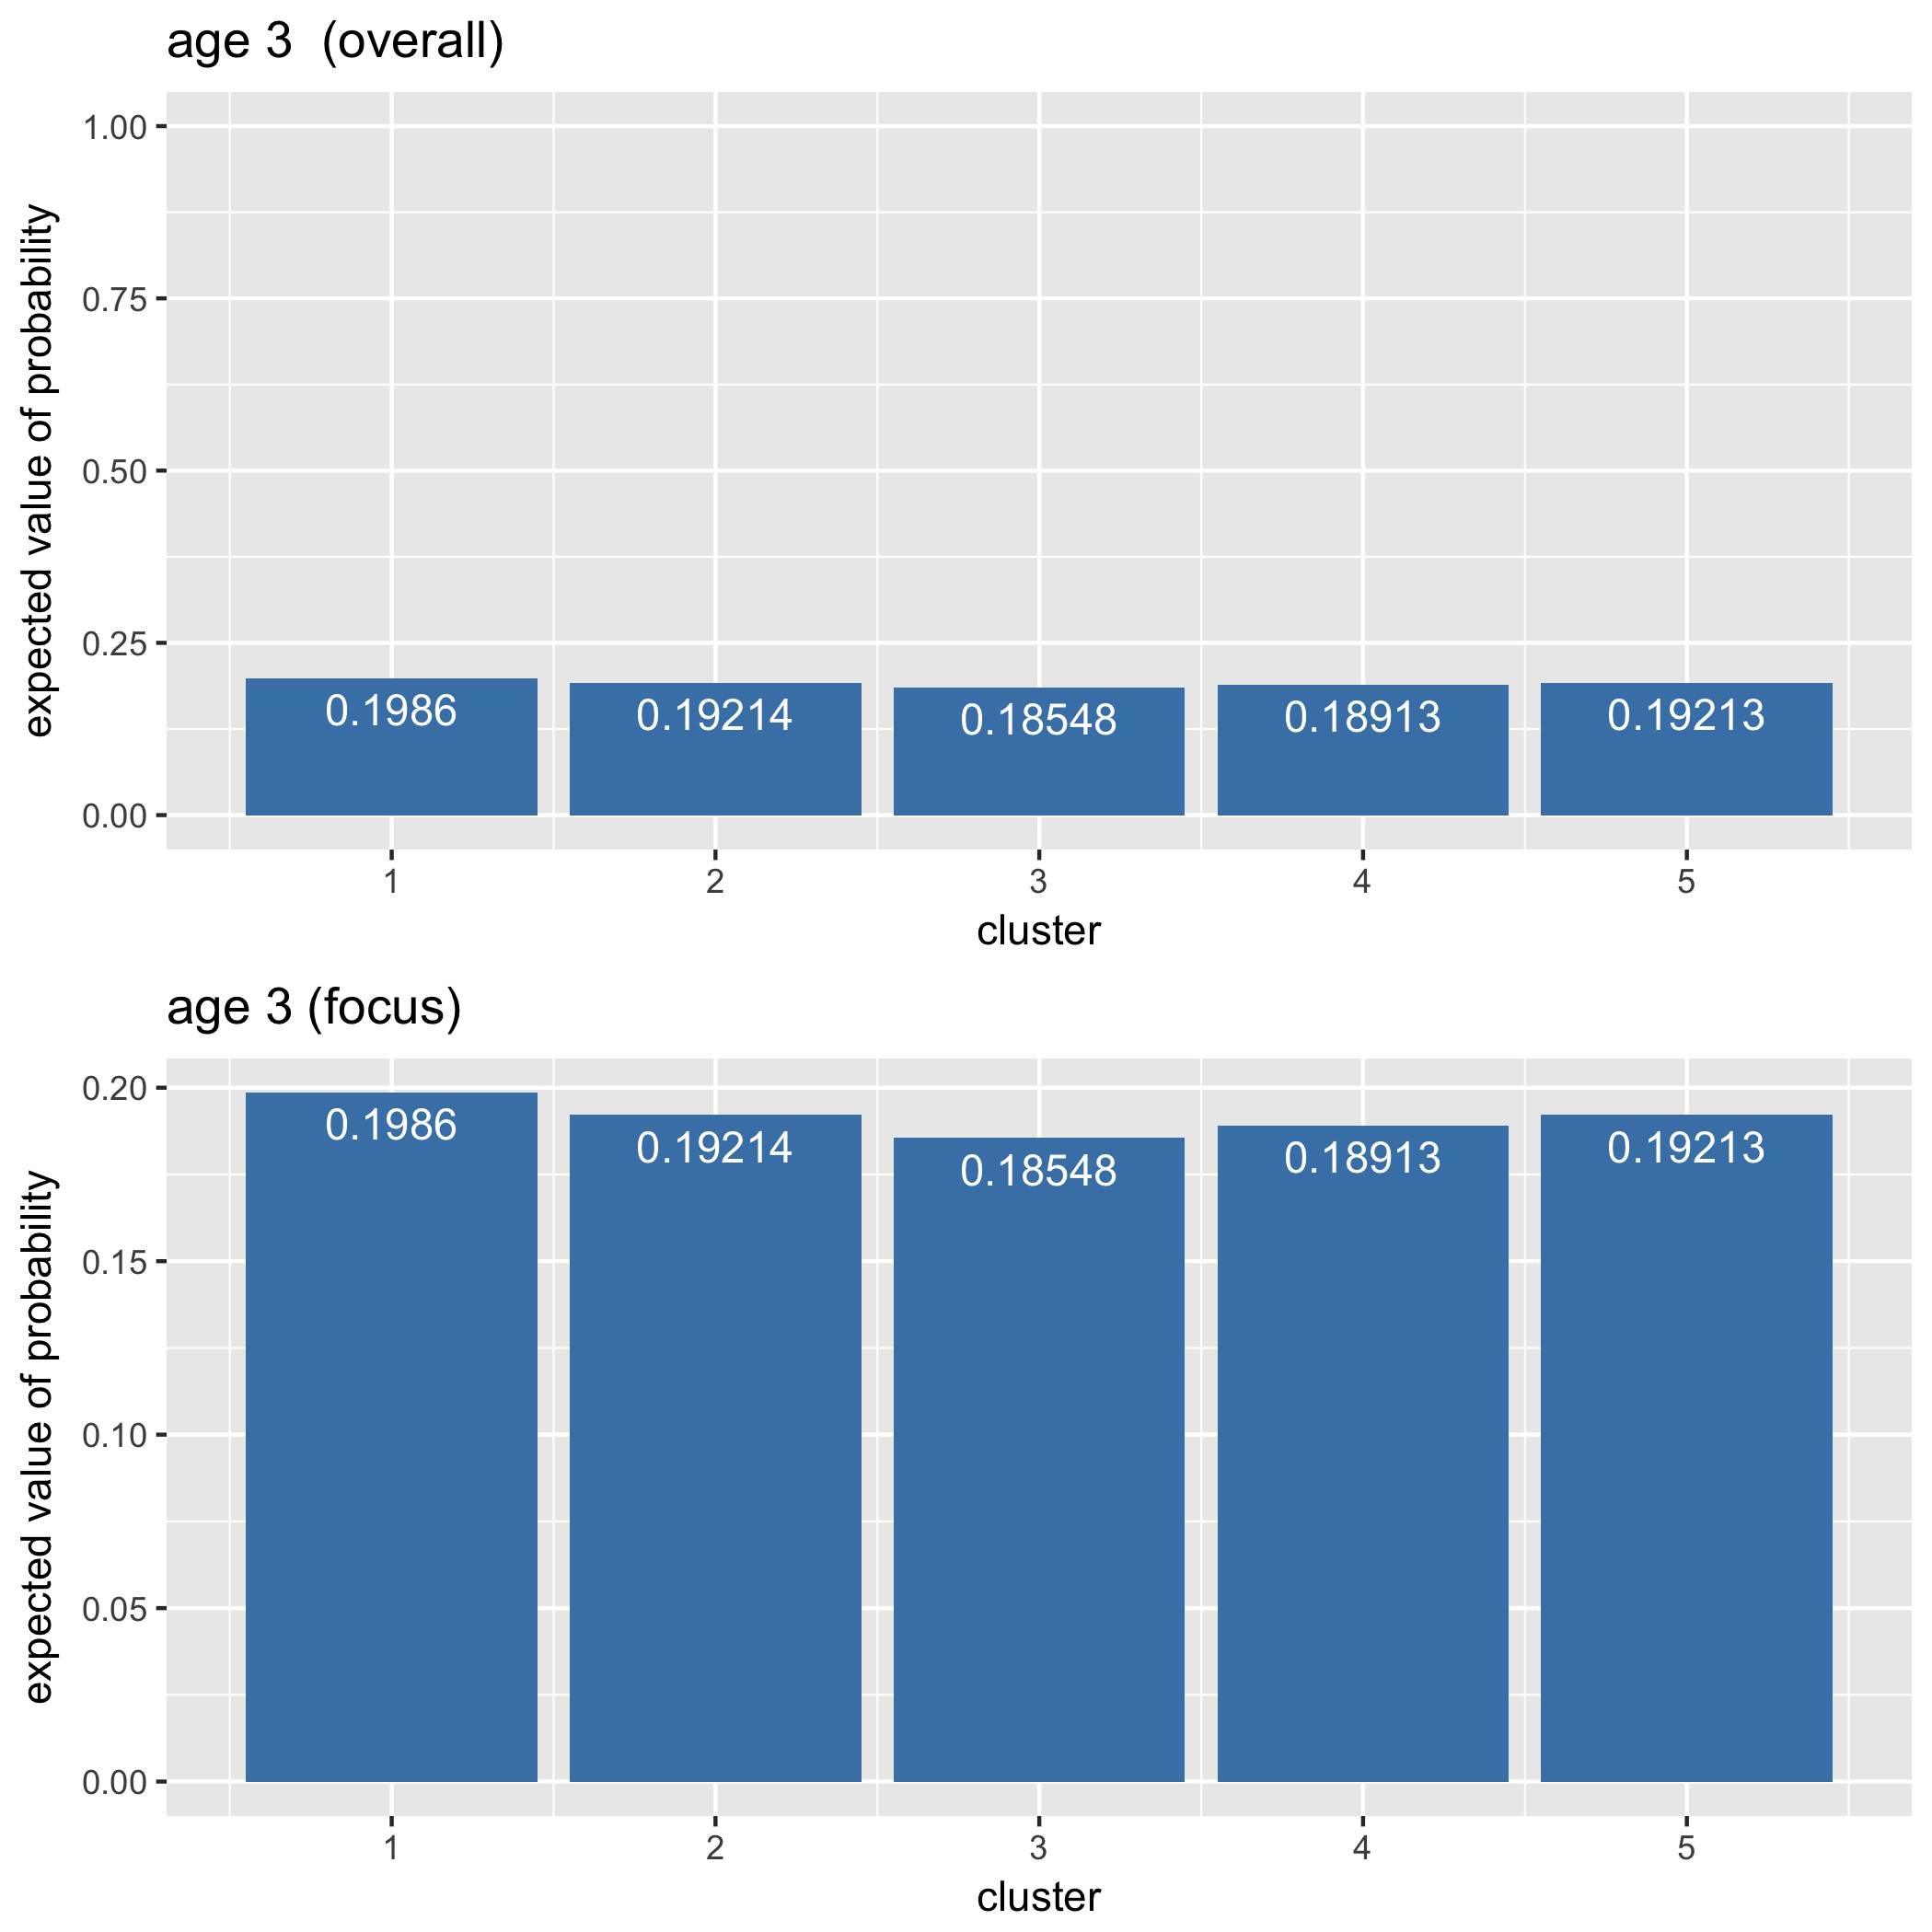 age 3  (overall)
expected value of probability
1.00
0.75
0.50
0.25
0.00
0.1986
0.19214
0.18548
0.18913
0.19213
1 2 3 4 5
cluster
age 3 (focus)
expected value of probability
0.20
0.15
0.10
0.05
0.00
0.1986
0.19214
0.18548
0.18913
0.19213
1 2 3 4 5
cluster